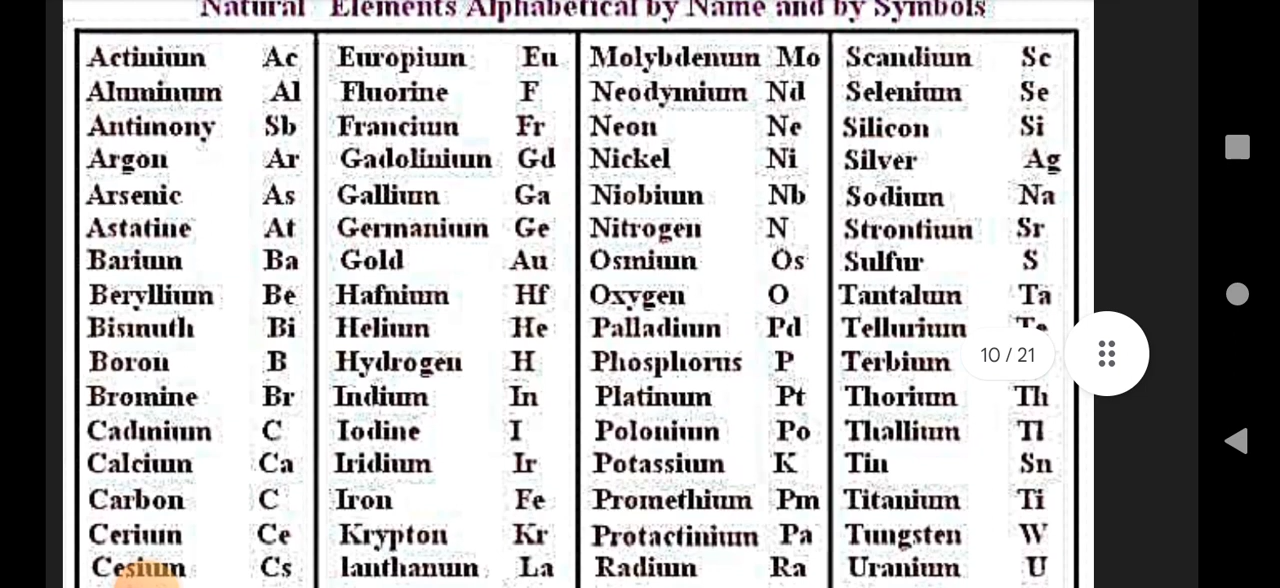 Natural Elements Alphabetical by Name and by Symbols
Actinium Ac Europium Eu Molybdenum Mo Scandium Sc
Aluminum Al Fluorine F Neodymium Nd Selenium Se
Antimony Sb Francium Fr Neon Ne Silicon Si
Argon Ar Gadolinium Gd Nickel Ni Silver Ag
Arsenic As Gallium Ga Niobium Nb Sodium Na
Astatine At Germanium Ge Nitrogen N Strontium Sr
Barium Ba Gold Au Osmium Os Sulfur S
Beryllium Be Hafnium Hf Oxygen O Tantalum Ta
Bismuth Bi Helium He Palladium Pd Tellurium Te
Boron B Hydrogen H Phosphorus P Terbium 10 / 21
Bromine Br Indium In Platinum Pt Thorium Th
Cadmium C Iodine I Polonium Po Thallium Tl
Calcium Ca Iridium Ir Potassium K Tin Sn
Carbon C Iron Fe Promethium Pm Titanium Ti
Cerium Ce Krypton Kr Protactinium Pa Tungsten W
Cesium Cs lanthanum La Radium Ra Uranium U